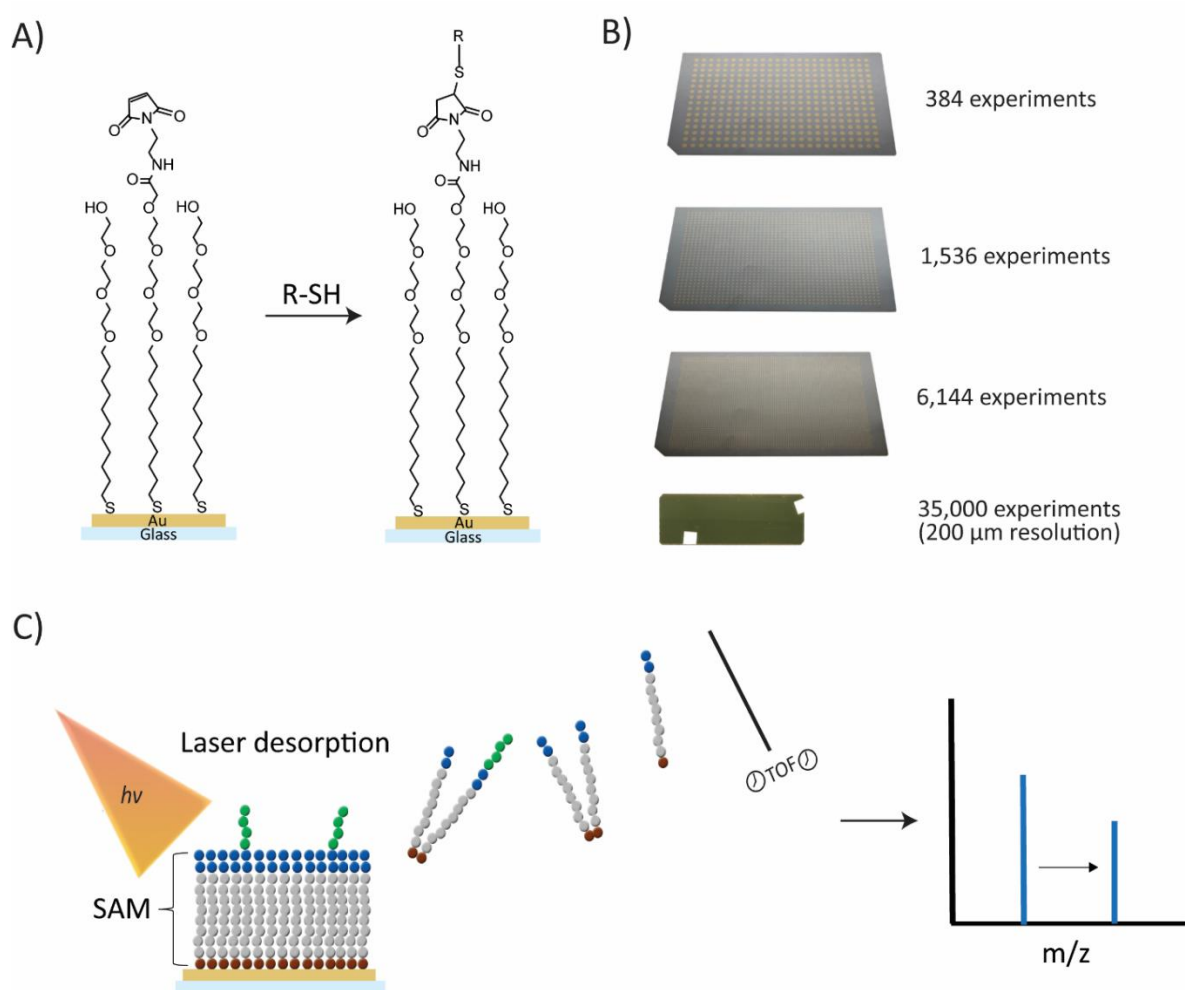 A)
R
S
O
N
O
NH
O
HO
O
HO
O
O
O
O
O
O
O
O
O
O
S
S
S
Au
Glass
R-SH
O
N
O
NH
O
HO
O
HO
O
O
O
O
O
O
O
O
O
S
S
S
Au
Glass
B)
384 experiments
1,536 experiments
6,144 experiments
35,000 experiments
(200 μm resolution)
C)
Laser desorption
hv
SAM
TOF
m/z